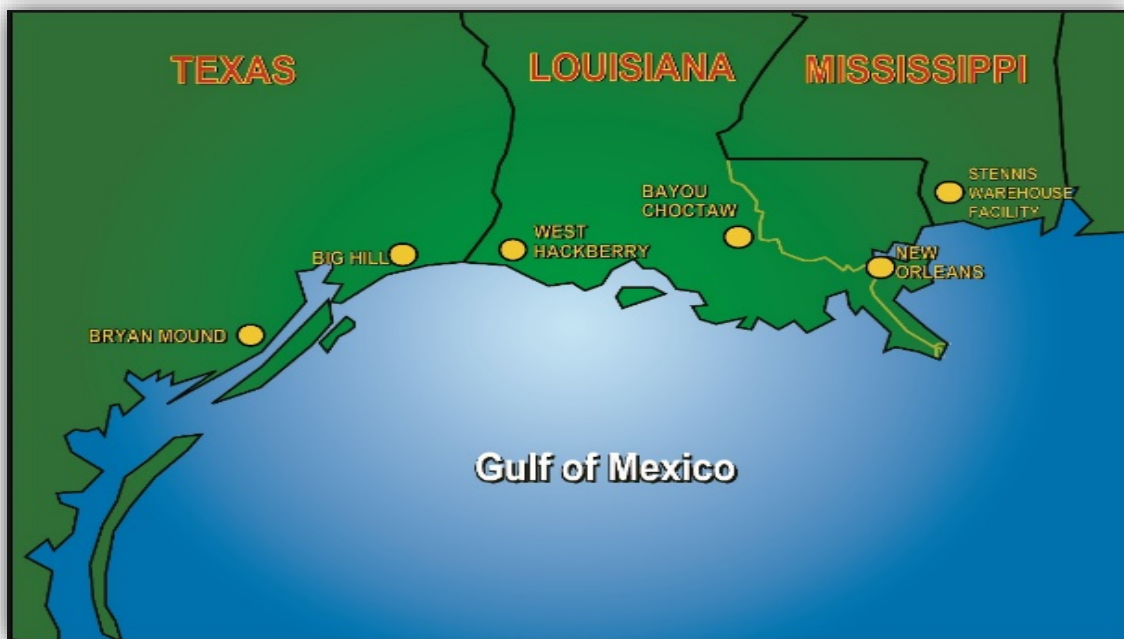 TEXAS
LOUISIANA
MISSISSIPPI
STENNIS
WAREHOUSE
FACILITY
BAYOU
CHOCTAW
WEST
HACKBERRY
BIG HILL
NEW
ORLEANS
BRYAN MOUND
Gulf of Mexico